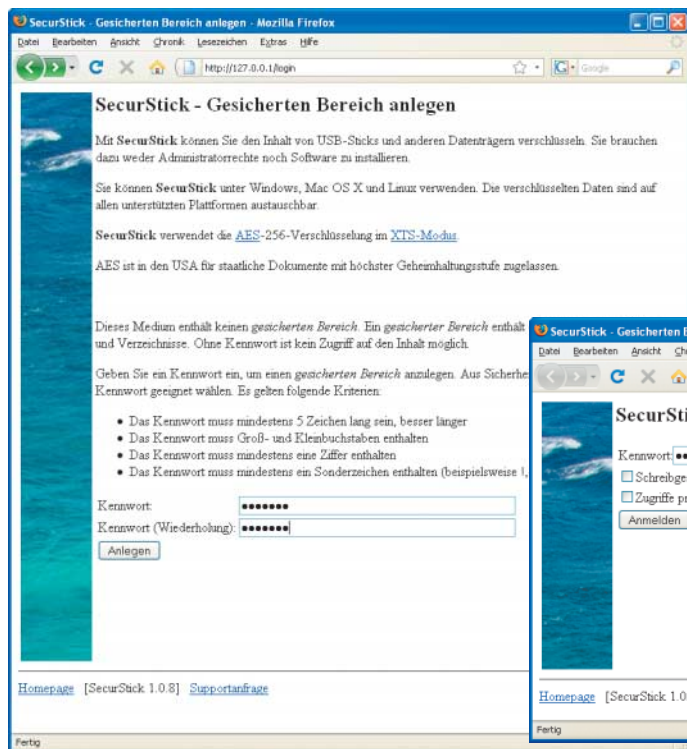 SecurStick - Gesicherten Bereich anlegen - Mozilla Firefox
Datei Bearbeiten Ansicht Chronik Lesezeichen Extras Hilfe
http://127.0.0.1/login
Google
SecurStick - Gesicherten Bereich anlegen
Mit SecurStick können Sie den Inhalt von USB-Sticks und anderen Datenträgern verschlüsseln. Sie brauchen
dazu weder Administratorrechte noch Software zu installieren.
Sie können SecurStick unter Windows, Mac OS X und Linux verwenden. Die verschlüsselten Daten sind auf
allen unterstützten Plattformen austauschbar.
SecurStick verwendet die AES-256-Verschlüsselung im XTS-Modus.
AES ist in den USA für staatliche Dokumente mit höchster Geheimhaltungsstufe zugelassen.
Dieses Medium enthält keinen gesicherten Bereich. Ein gesicherter Bereich enthält
und Verzeichnisse. Ohne Kennwort ist kein Zugriff auf den Inhalt möglich.
Geben Sie ein Kennwort ein, um einen gesicherten Bereich anzulegen. Aus Sicherhe
Kennwort geeignet wählen. Es gelten folgende Kriterien:
• Das Kennwort muss mindestens 5 Zeichen lang sein, besser länger
• Das Kennwort muss Groß- und Kleinbuchstaben enthalten
• Das Kennwort muss mindestens eine Ziffer enthalten
• Das Kennwort muss mindestens ein Sonderzeichen enthalten (beispielsweise !,
Kennwort: •••••••
Kennwort (Wiederholung): •••••••
Anlegen
Homepage [SecurStick 1.0.8] Supportanfrage
Fertig
SecurStick - Gesicherten B
Datei Bearbeiten Ansicht Ch
SecurSti
Kennwort: ••
Schreibge
Zugriffe pr
Anmelden
Homepage [SecurStick 1.0
Fertig